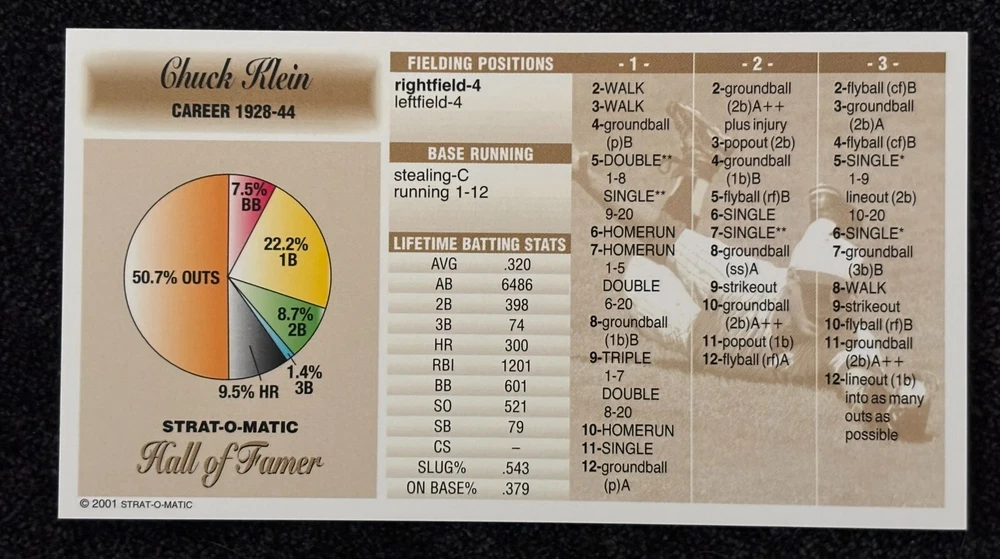 Chuck Klein
CAREER 1928-44
7.5%
BB
22.2%
1B
50.7% OUTS
8.7%
2B
1.4%
3B
9.5% HR
STRAT-O-MATIC
Hall of Famer
© 2001 STRAT-O-MATIC
FIELDING POSITIONS
rightfield-4
leftfield-4
BASE RUNNING
stealing-C
running 1-12
LIFETIME BATTING STATS
AVG .320
AB 6486
2B 398
3B 74
HR 300
RBI 1201
BB 601
SO 521
SB 79
CS –
SLUG% .543
ON BASE% .379
- 1 -
2-WALK
3-WALK
4-groundball
(p)B
5-DOUBLE**
1-8
SINGLE**
9-20
6-HOMERUN
7-HOMERUN
1-5
DOUBLE
6-20
8-groundball
(1b)B
9-TRIPLE
1-7
DOUBLE
8-20
10-HOMERUN
11-SINGLE
12-groundball
(p)A
- 2 -
2-groundball
(2b)A++
plus injury
3-popout (2b)
4-groundball
(1b)B
5-flyball (rf)B
6-SINGLE
7-SINGLE**
8-groundball
(ss)A
9-strikeout
10-groundball
(2b)A++
11-popout (1b)
12-flyball (rf)A
- 3 -
2-flyball (cf)B
3-groundball
(2b)A
4-flyball (cf)B
5-SINGLE*
1-9
lineout (2b)
10-20
6-SINGLE*
7-groundball
(3b)B
8-WALK
9-strikeout
10-flyball (rf)B
11-groundball
(2b)A++
12-lineout (1b)
into as many
outs as
possible